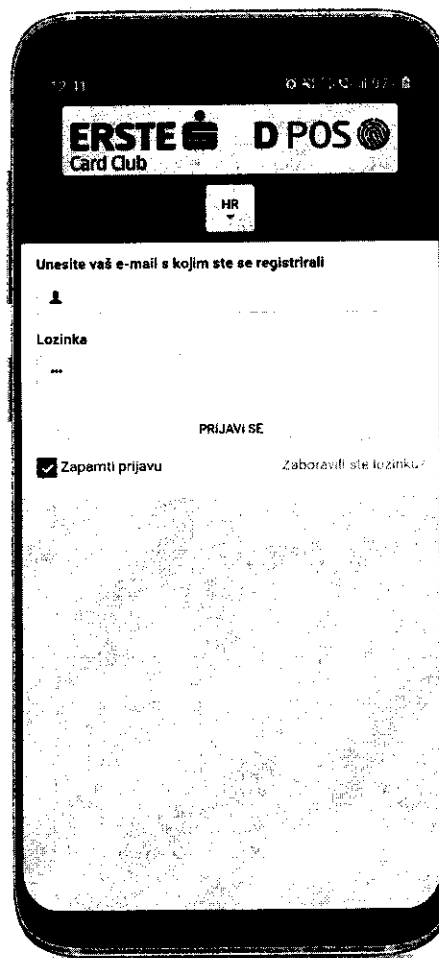 12:41
ERSTE D POS
Card Club
HR
Unesite vaš e-mail s kojim ste se registrirali
Lozinka
PRIJAVI SE
Zapamti prijavu Zaboravili ste lozinku?